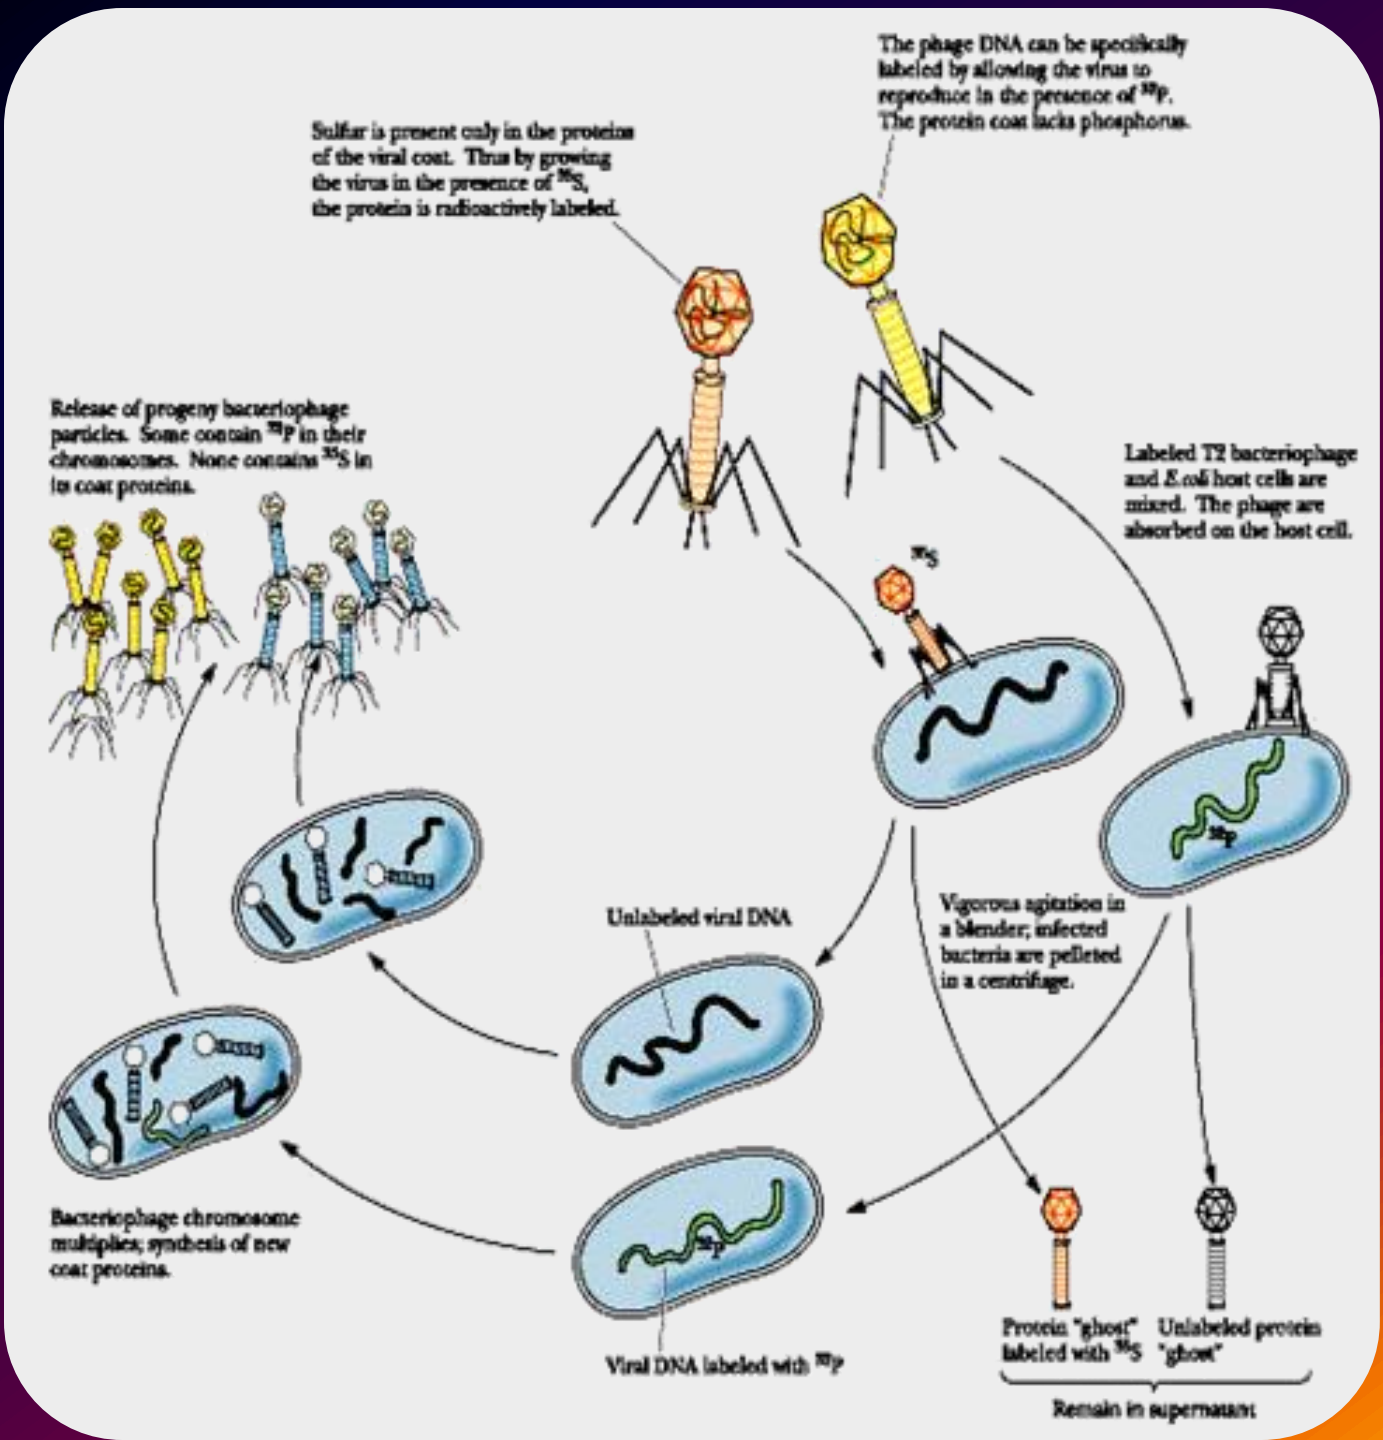 The phage DNA can be specifically
labeled by allowing the virus to
reproduce in the presence of ³²P.
The protein coat lacks phosphorus.
Sulfur is present only in the proteins
of the viral coat. Thus by growing
the virus in the presence of ³⁵S,
the protein is radioactively labeled.
Release of progeny bacteriophage
particles. Some contain ³²P in their
chromosomes. None contains ³⁵S in
its coat proteins.
Labeled T2 bacteriophage
and E.coli host cells are
mixed. The phage are
absorbed on the host cell.
³⁵S
³²P
Vigorous agitation in
a blender; infected
bacteria are pelleted
in a centrifuge.
Unlabeled viral DNA
³²P
Bacteriophage chromosome
multiplies; synthesis of new
coat proteins.
Viral DNA labeled with ³²P
Protein "ghost"
labeled with ³⁵S
Unlabeled protein
"ghost"
Remain in supernatant